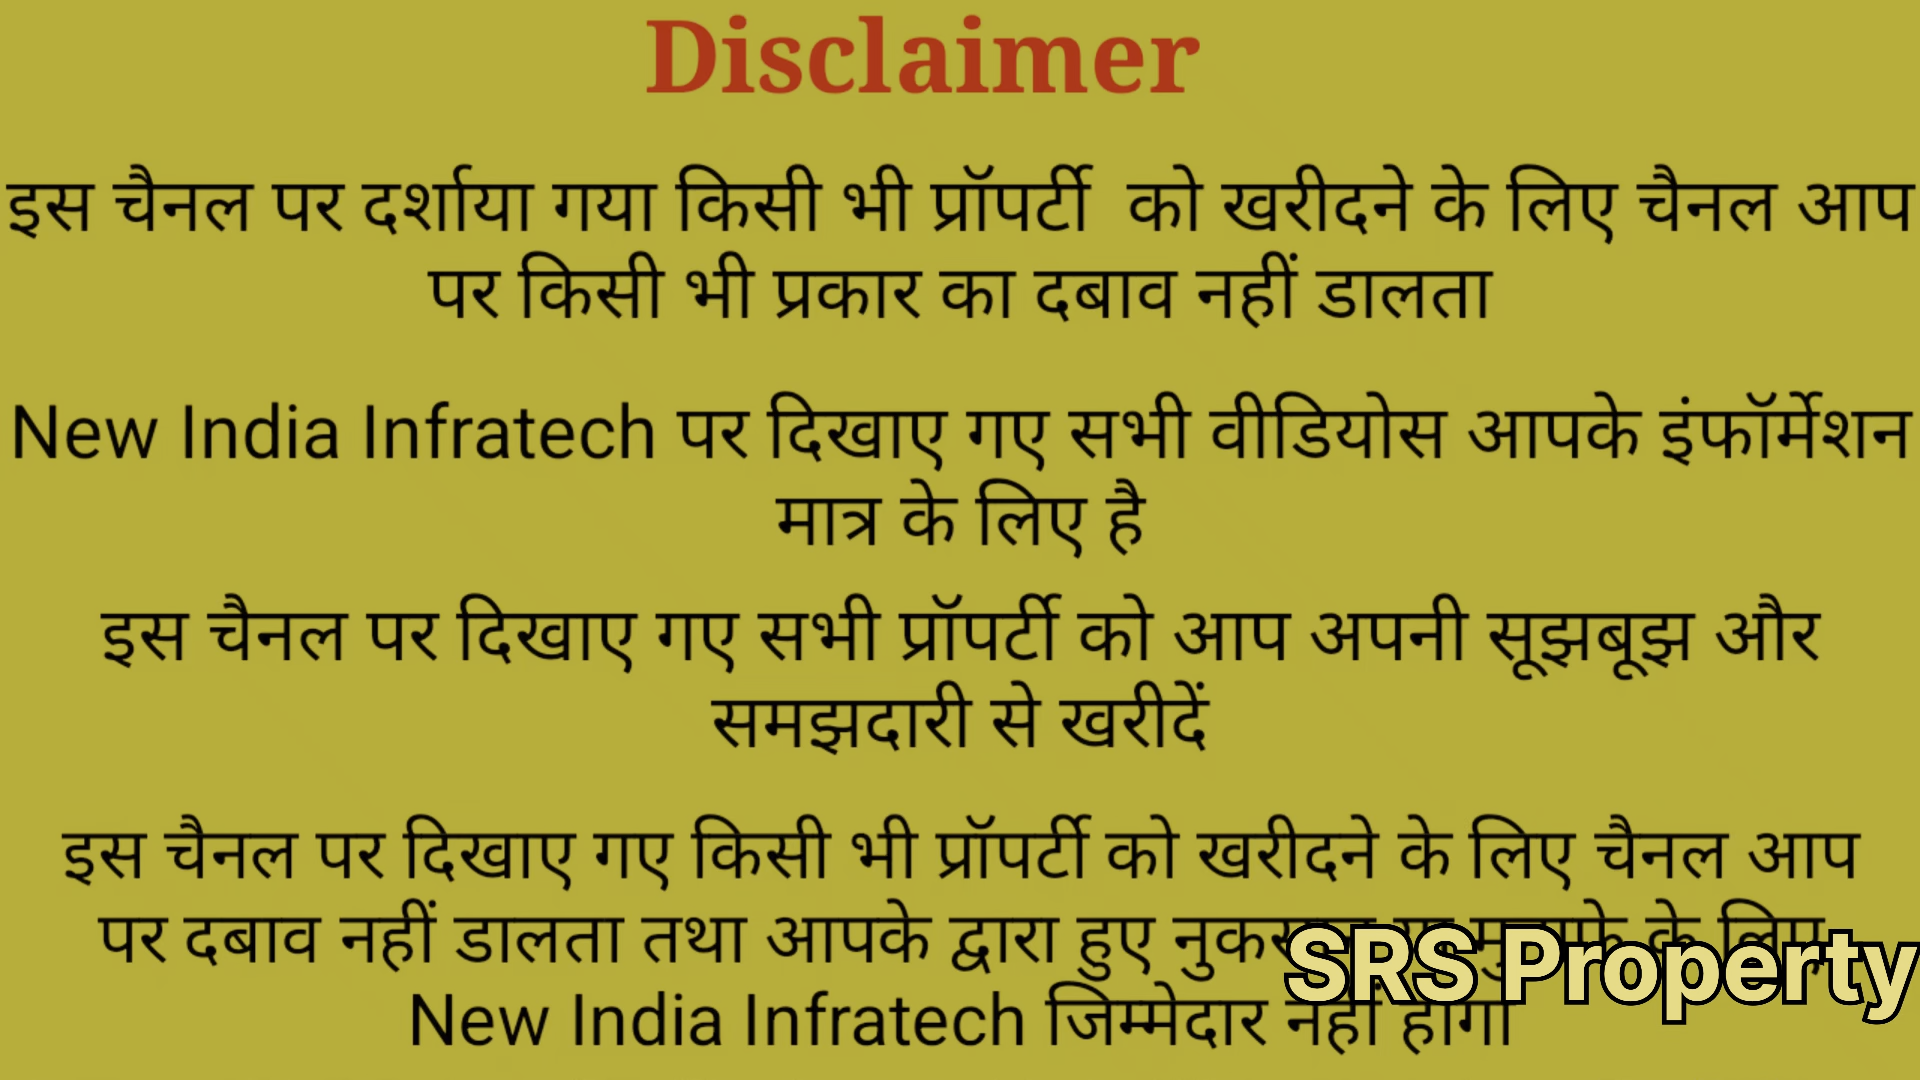 Disclaimer
इस चैनल पर दर्शाया गया किसी भी प्रॉपर्टी को खरीदने के लिए चैनल आप
पर किसी भी प्रकार का दबाव नहीं डालता
New India Infratech पर दिखाए गए सभी वीडियोस आपके इंफॉर्मेशन
मात्र के लिए है
इस चैनल पर दिखाए गए सभी प्रॉपर्टी को आप अपनी सूझबूझ और
समझदारी से खरीदें
इस चैनल पर दिखाए गए किसी भी प्रॉपर्टी को खरीदने के लिए चैनल आप
पर दबाव नहीं डालता तथा आपके द्वारा हुए के लिए
New India Infratech जिम्मेदार नहीं होगा
SRS Property